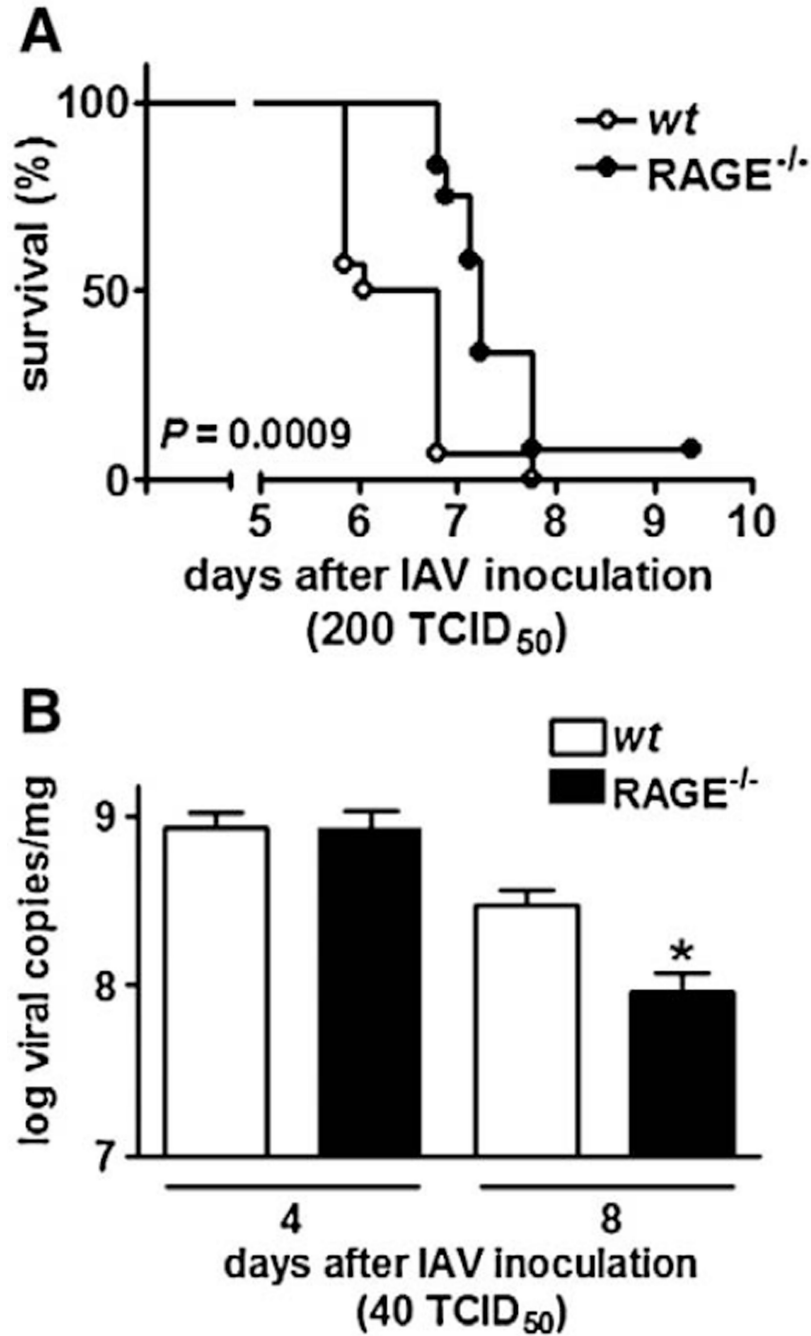 A
survival (%)
100
50
0
wt
RAGE-/-
P = 0.0009
5 6 7 8 9 10
days after IAV inoculation
(200 TCID50)
B
log viral copies/mg
9
8
7
wt
RAGE-/-
*
4 8
days after IAV inoculation
(40 TCID50)